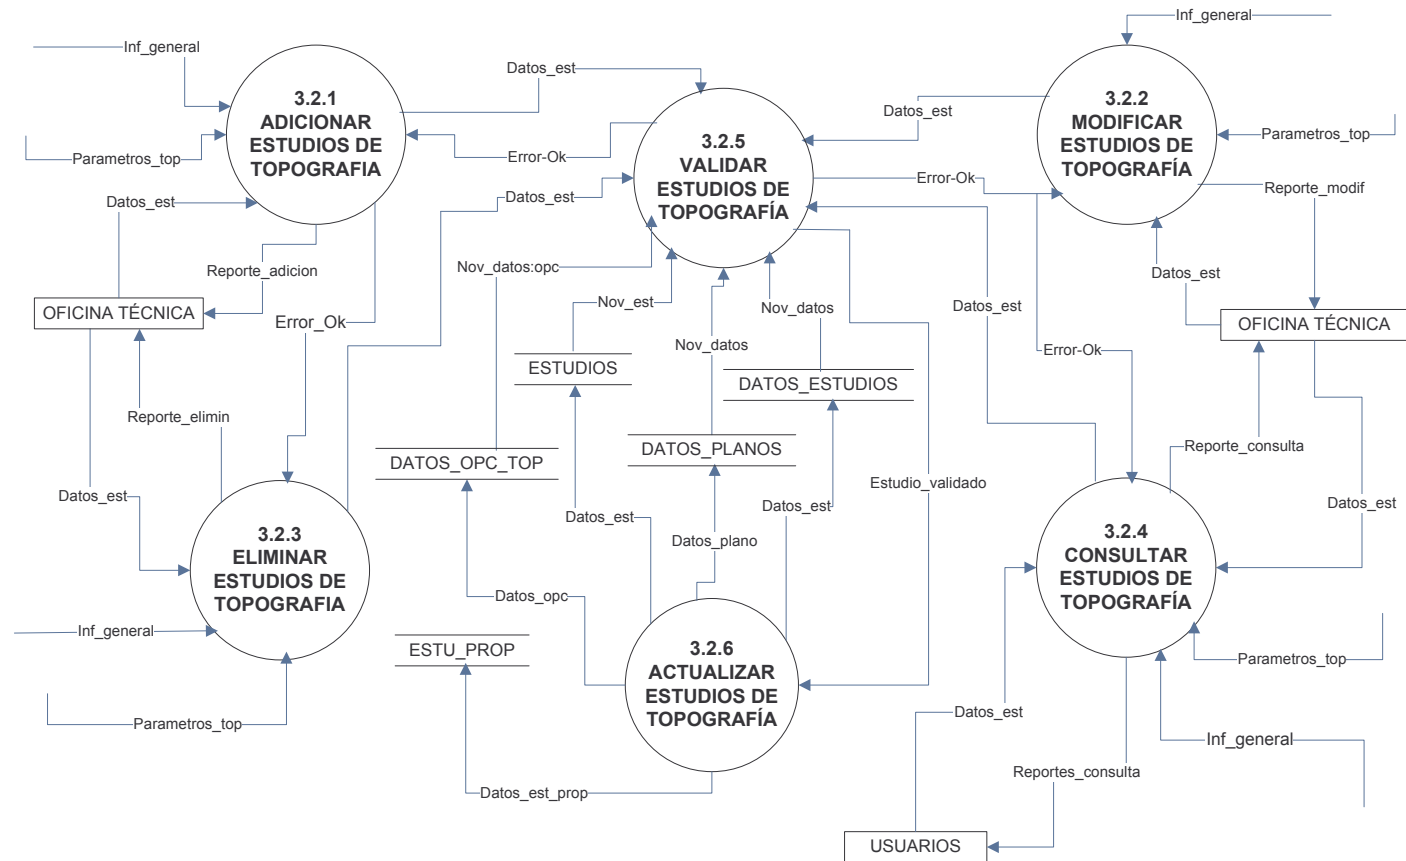 Inf_general
Inf_general
Datos_est
3.2.1
ADICIONAR
ESTUDIOS DE
TOPOGRAFIA
3.2.2
MODIFICAR
ESTUDIOS DE
TOPOGRAFÍA
Datos_est
Parametros_top
Parametros_top
Error-Ok
3.2.5
VALIDAR
ESTUDIOS DE
TOPOGRAFÍA
Error-Ok
Reporte_modif
Datos_est
Datos_est
Reporte_adicion
Nov_datos:opc
Datos_est
Nov_est
Nov_datos
Datos_est
OFICINA TÉCNICA
Error_Ok
OFICINA TÉCNICA
Nov_datos
Error-Ok
ESTUDIOS
DATOS_ESTUDIOS
Reporte_elimin
DATOS_PLANOS
Reporte_consulta
DATOS_OPC_TOP
Estudio_validado
Datos_est
Datos_est
Datos_est
Datos_est
3.2.3
ELIMINAR
ESTUDIOS DE
TOPOGRAFIA
Datos_plano
3.2.4
CONSULTAR
ESTUDIOS DE
TOPOGRAFÍA
Datos_opc
Inf_general
ESTU_PROP
3.2.6
ACTUALIZAR
ESTUDIOS DE
TOPOGRAFÍA
Parametros_top
Parametros_top
Datos_est
Inf_general
Reportes_consulta
Datos_est_prop
USUARIOS